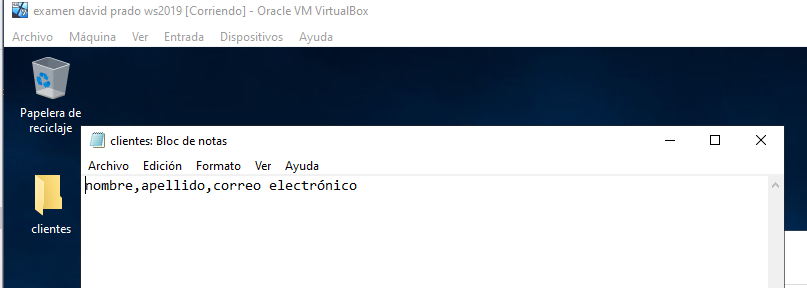 examen david prado ws2019 [Corriendo] - Oracle VM VirtualBox
Archivo Máquina Ver Entrada Dispositivos Ayuda
Papelera de
reciclaje
clientes: Bloc de notas
Archivo Edición Formato Ver Ayuda
nombre,apellido,correo electrónico
clientes